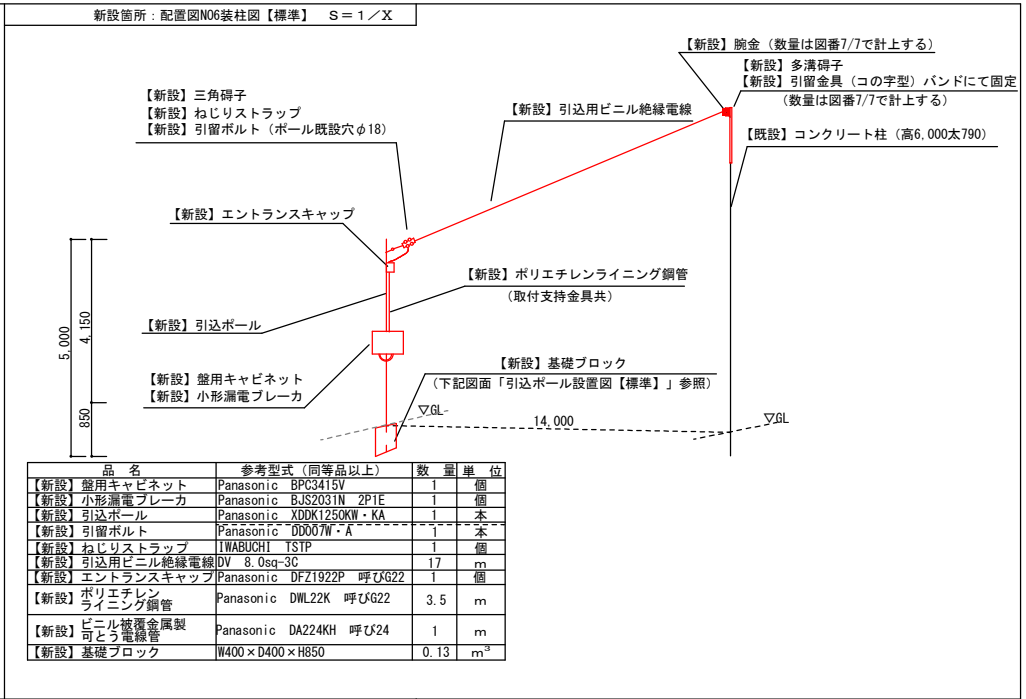 新設箇所：配置図NO6装柱図【標準】　Ｓ＝１／Ｘ
【新設】腕金（数量は図番7/7で計上する）
【新設】多溝碍子
【新設】引留金具（コの字型）バンドにて固定
（数量は図番7/7で計上する）
【新設】三角碍子
【新設】ねじりストラップ
【新設】引留ボルト（ポール既設穴φ18）
【新設】引込用ビニル絶縁電線
【既設】コンクリート柱（高6,000太790）
【新設】エントランスキャップ
【新設】ポリエチレンライニング鋼管
（取付支持金具共）
【新設】引込ポール
5,000
4,150
850
【新設】盤用キャビネット
【新設】小形漏電ブレーカ
【新設】基礎ブロック
（下記図面「引込ポール設置図【標準】」参照）
▽GL
14,000
▽GL
品　名　参考型式（同等品以上）　数　量　単　位
【新設】盤用キャビネット　Panasonic BPC3415V　1　個
【新設】小形漏電ブレーカ　Panasonic BJS2031N 2P1E　1　個
【新設】引込ポール　Panasonic XDDK1250KW・KA　1　本
【新設】引留ボルト　Panasonic DD007W・A　1　本
【新設】ねじりストラップ　IWABUCHI TSTP　1　個
【新設】引込用ビニル絶縁電線　DV 8.0sq-3C　17　m
【新設】エントランスキャップ　Panasonic DFZ1922P 呼びG22　1　個
【新設】ポリエチレン
ライニング鋼管　Panasonic DWL22K 呼びG22　3.5　m
【新設】ビニル被覆金属製
可とう電線管　Panasonic DA224KH 呼び24　1　m
【新設】基礎ブロック　W400×D400×H850　0.13　m³